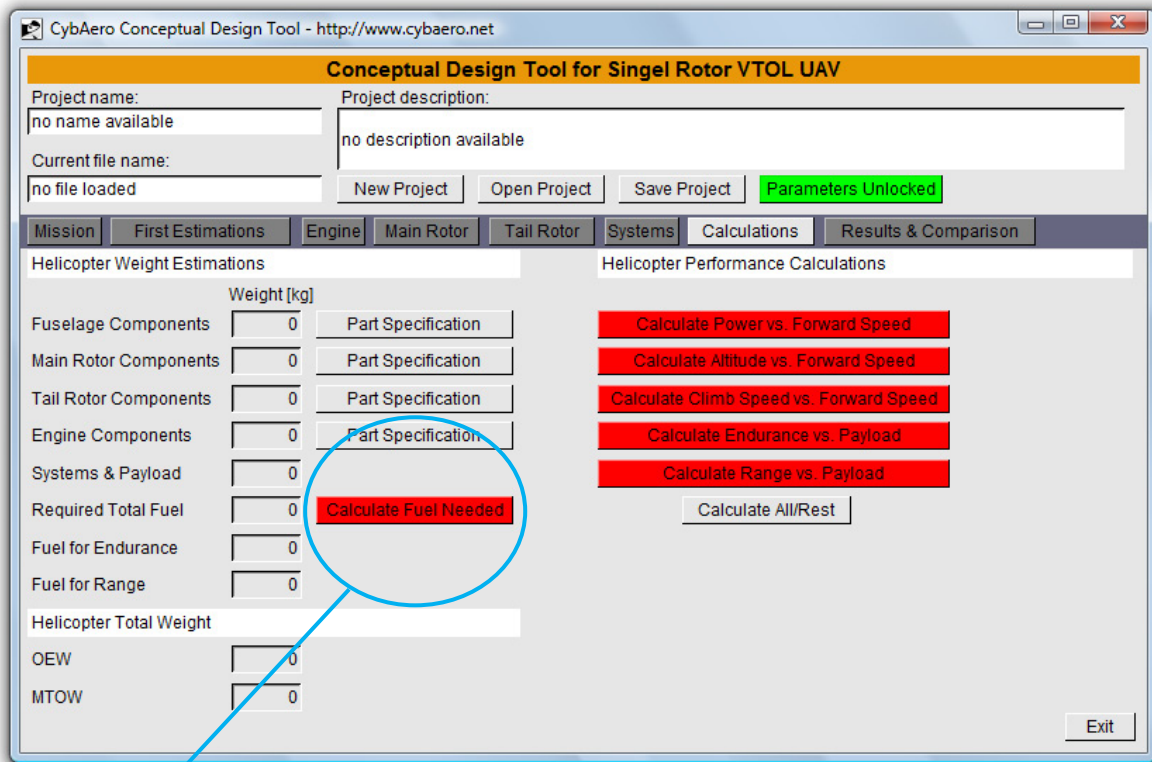 CybAero Conceptual Design Tool - http://www.cybaero.net
Conceptual Design Tool for Singel Rotor VTOL UAV
Project name:
Project description:
no name available
no description available
Current file name:
no file loaded
New Project
Open Project
Save Project
Parameters Unlocked
Mission
First Estimations
Engine
Main Rotor
Tail Rotor
Systems
Calculations
Results & Comparison
Helicopter Weight Estimations
Helicopter Performance Calculations
Weight [kg]
Fuselage Components 0 Part Specification
Calculate Power vs. Forward Speed
Main Rotor Components 0 Part Specification
Calculate Altitude vs. Forward Speed
Tail Rotor Components 0 Part Specification
Calculate Climb Speed vs. Forward Speed
Engine Components 0 Part Specification
Calculate Endurance vs. Payload
Systems & Payload 0
Calculate Range vs. Payload
Required Total Fuel 0 Calculate Fuel Needed
Calculate All/Rest
Fuel for Endurance 0
Fuel for Range 0
Helicopter Total Weight
OEW 0
MTOW 0
Exit